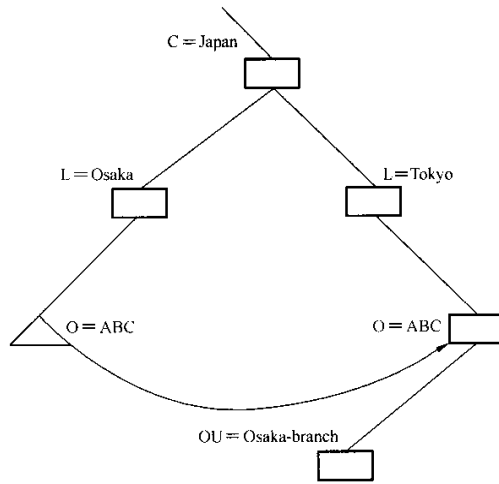 C=Japan
L=Osaka
L=Tokyo
O=ABC
O=ABC
OU=Osaka-branch